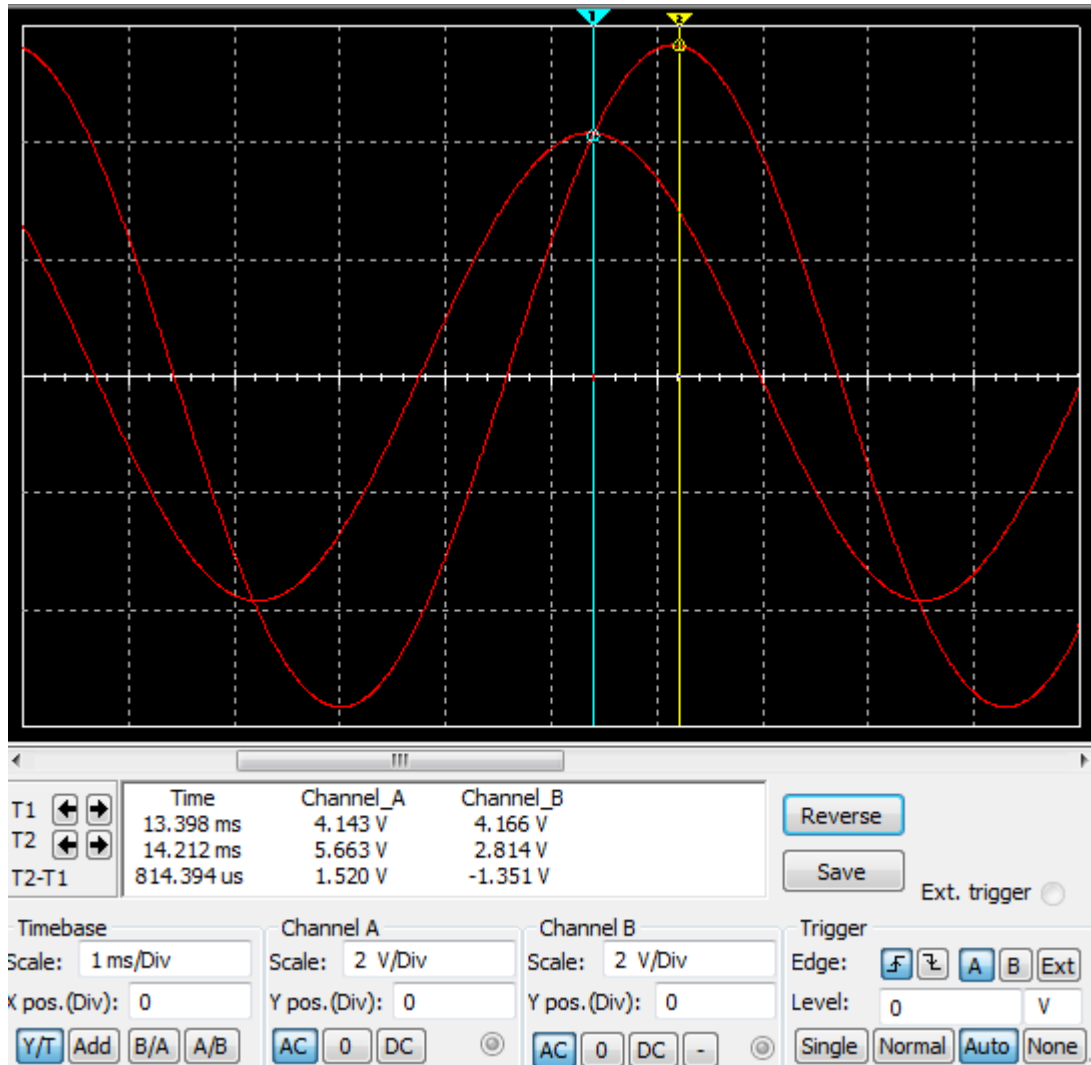 1 2
Time Channel_A Channel_B
T1 13.398 ms 4.143 V 4.166 V
T2 14.212 ms 5.663 V 2.814 V
T2-T1 814.394 us 1.520 V -1.351 V
Reverse
Save
Ext. trigger
Timebase Channel A Channel B Trigger
Scale: 1 ms/Div Scale: 2 V/Div Scale: 2 V/Div Edge: A B Ext
X pos.(Div): 0 Y pos.(Div): 0 Y pos.(Div): 0 Level: 0 V
Y/T Add B/A A/B AC 0 DC AC 0 DC - Single Normal Auto None